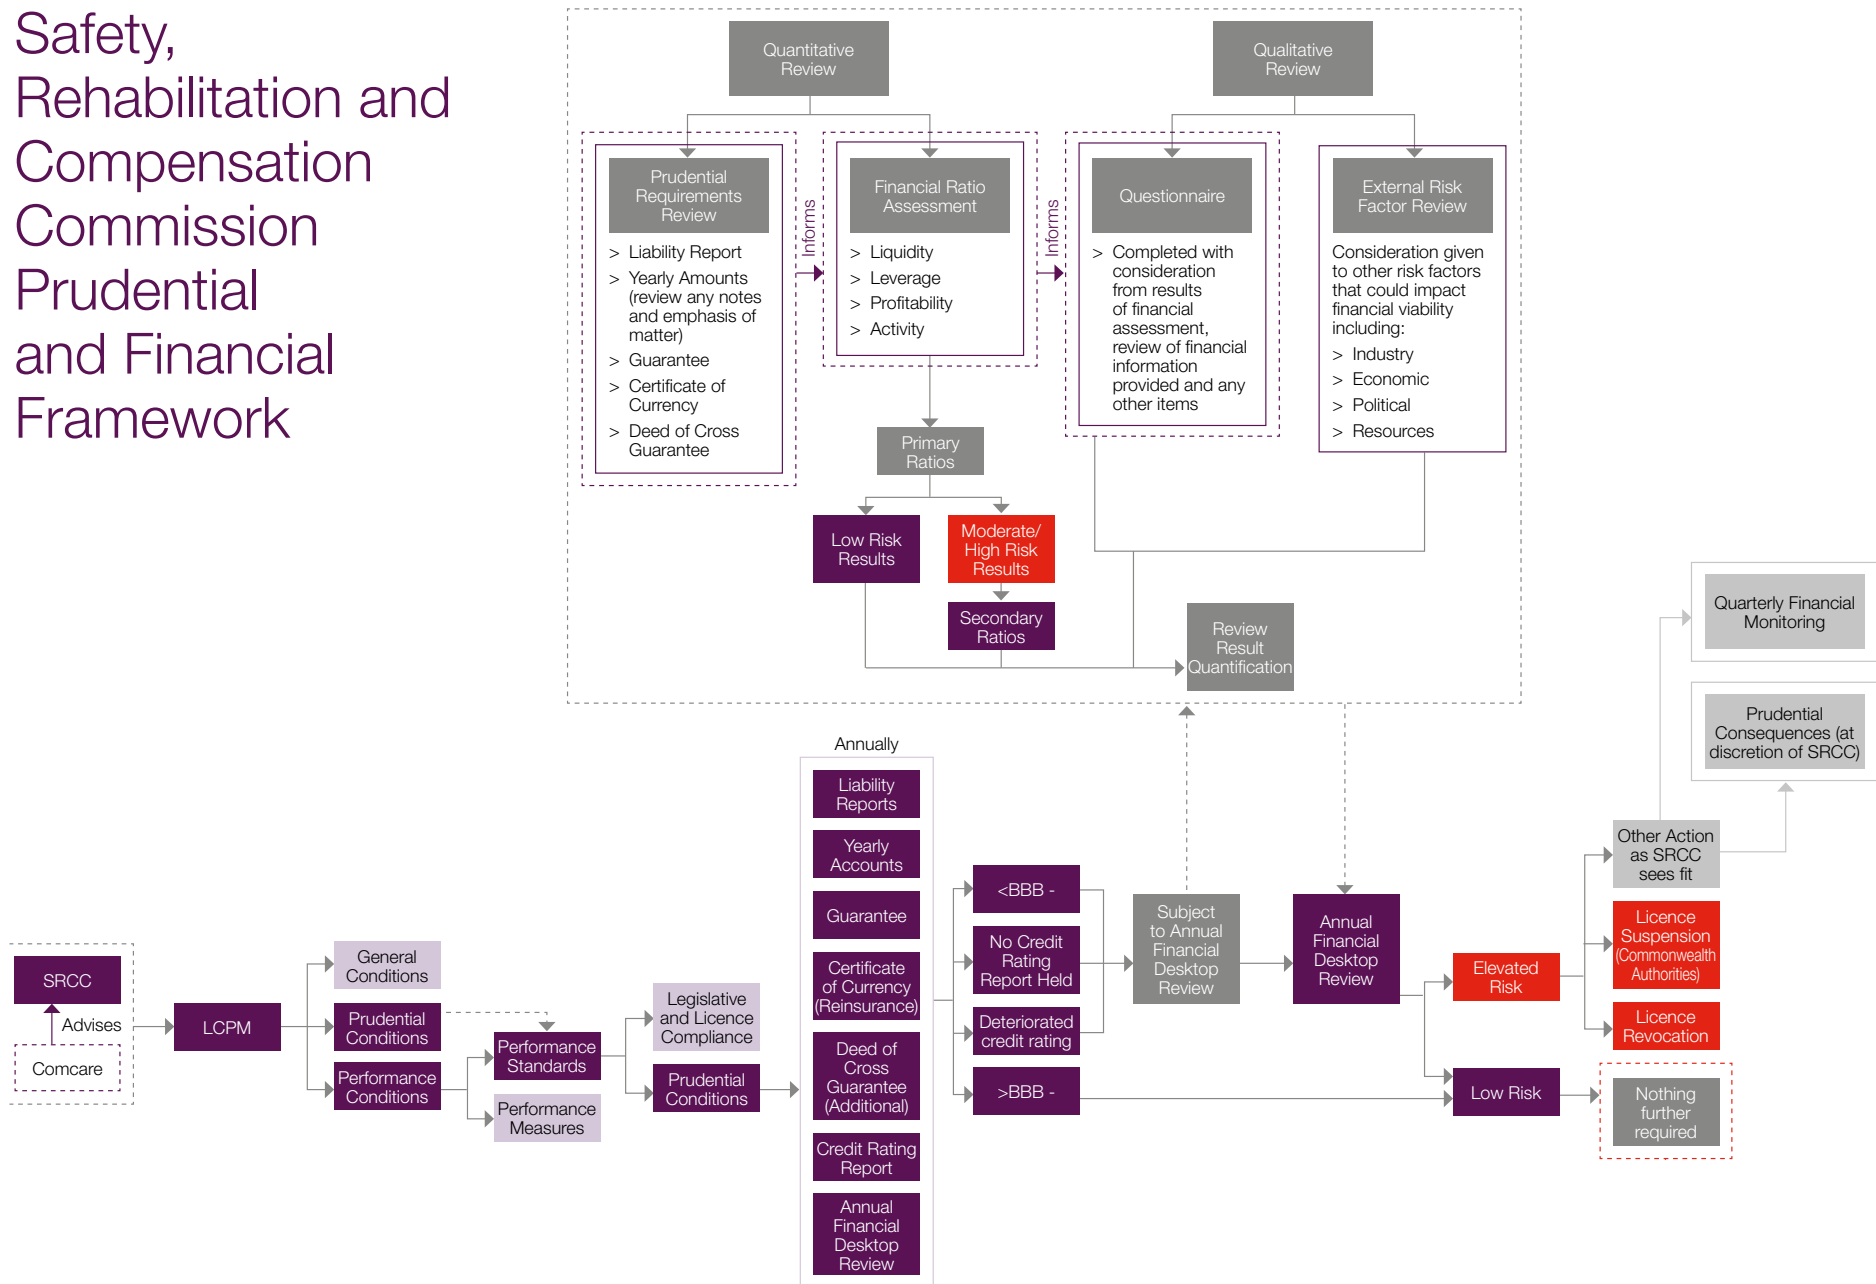 Safety,
Rehabilitation and
Compensation
Commission
Prudential
and Financial
Framework
Quantitative
Review
Qualitative
Review
Prudential
Requirements
Review
> Liability Report
> Yearly Amounts
(review any notes
and emphasis of
matter)
> Guarantee
> Certificate of
Currency
> Deed of Cross
Guarantee
Informs
Financial Ratio
Assessment
> Liquidity
> Leverage
> Profitability
> Activity
Informs
Questionnaire
> Completed with
consideration
from results
of financial
assessment,
review of financial
information
provided and any
other items
External Risk
Factor Review
Consideration given
to other risk factors
that could impact
financial viability
including:
> Industry
> Economic
> Political
> Resources
Primary
Ratios
Low Risk
Results
Moderate/
High Risk
Results
Secondary
Ratios
Review
Result
Quantification
Quarterly Financial
Monitoring
Prudential
Consequences (at
discretion of SRCC)
SRCC
Advises
Comcare
LCPM
General
Conditions
Prudential
Conditions
Performance
Conditions
Performance
Standards
Performance
Measures
Legislative
and Licence
Compliance
Prudential
Conditions
Annually
Liability
Reports
Yearly
Accounts
Guarantee
Certificate
of Currency
(Reinsurance)
Deed of
Cross
Guarantee
(Additional)
Credit Rating
Report
Annual
Financial
Desktop
Review
<BBB -
No Credit
Rating
Report Held
Deteriorated
credit rating
>BBB -
Subject
to Annual
Financial
Desktop
Review
Annual
Financial
Desktop
Review
Elevated
Risk
Low Risk
Other Action
as SRCC
sees fit
Licence
Suspension
(Commonwealth
Authorities)
Licence
Revocation
Nothing
further
required